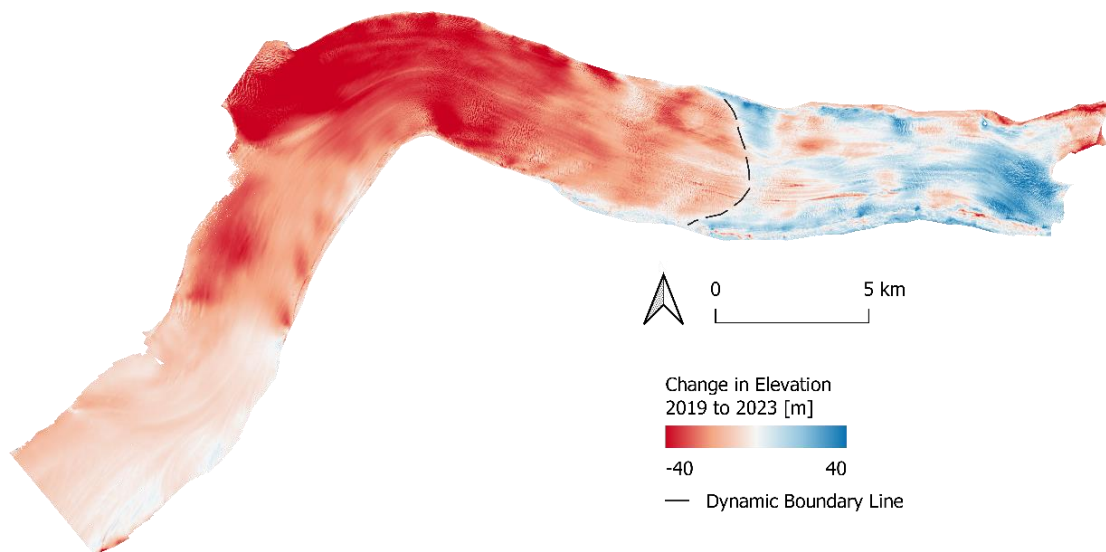 0 5 km
Change in Elevation
2019 to 2023 [m]
-40 40
Dynamic Boundary Line